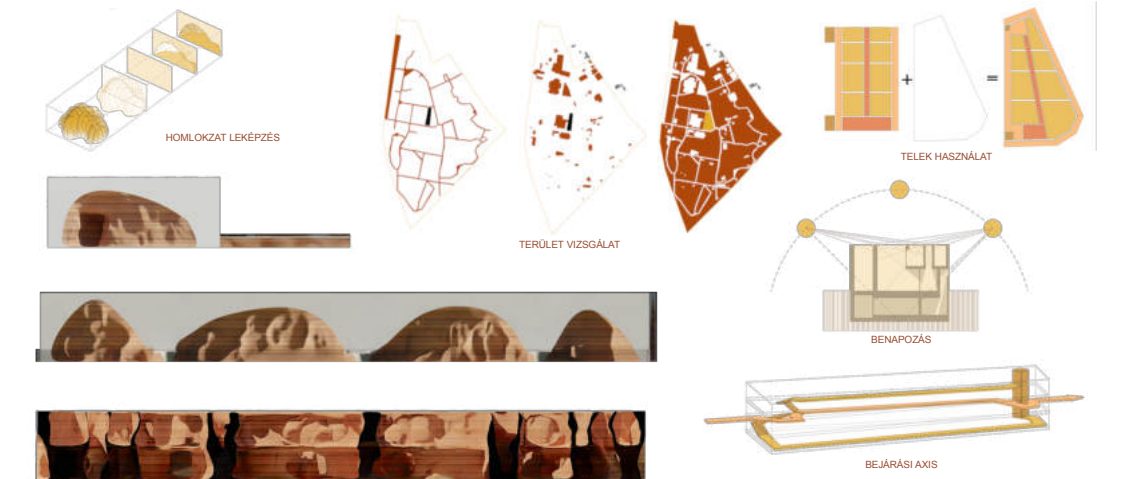 HOMLOKZAT LEKÉPZÉS
TERÜLET VIZSGÁLAT
+
=
TELEK HASZNÁLAT
BENAPOZÁS
BEJÁRÁSI AXIS